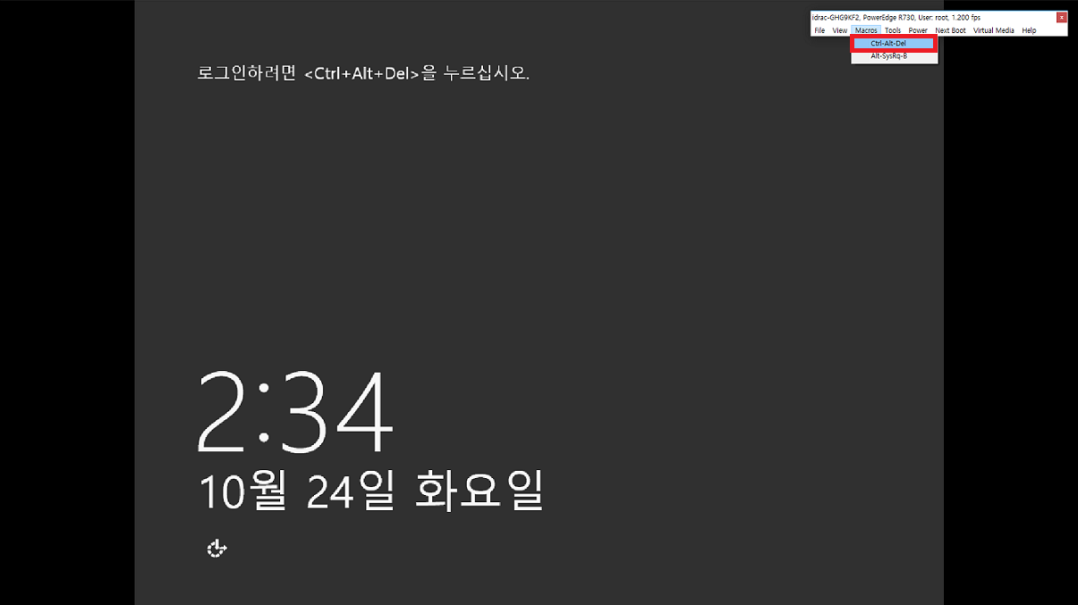 idrac-GHG9KF2, PowerEdge R730, User: root, 1.200 fps
File View Macros Tools Power Next Boot Virtual Media Help
Ctrl-Alt-Del
Alt-SysRq-B
로그인하려면 <Ctrl+Alt+Del>을 누르십시오.
2:34
10월 24일 화요일